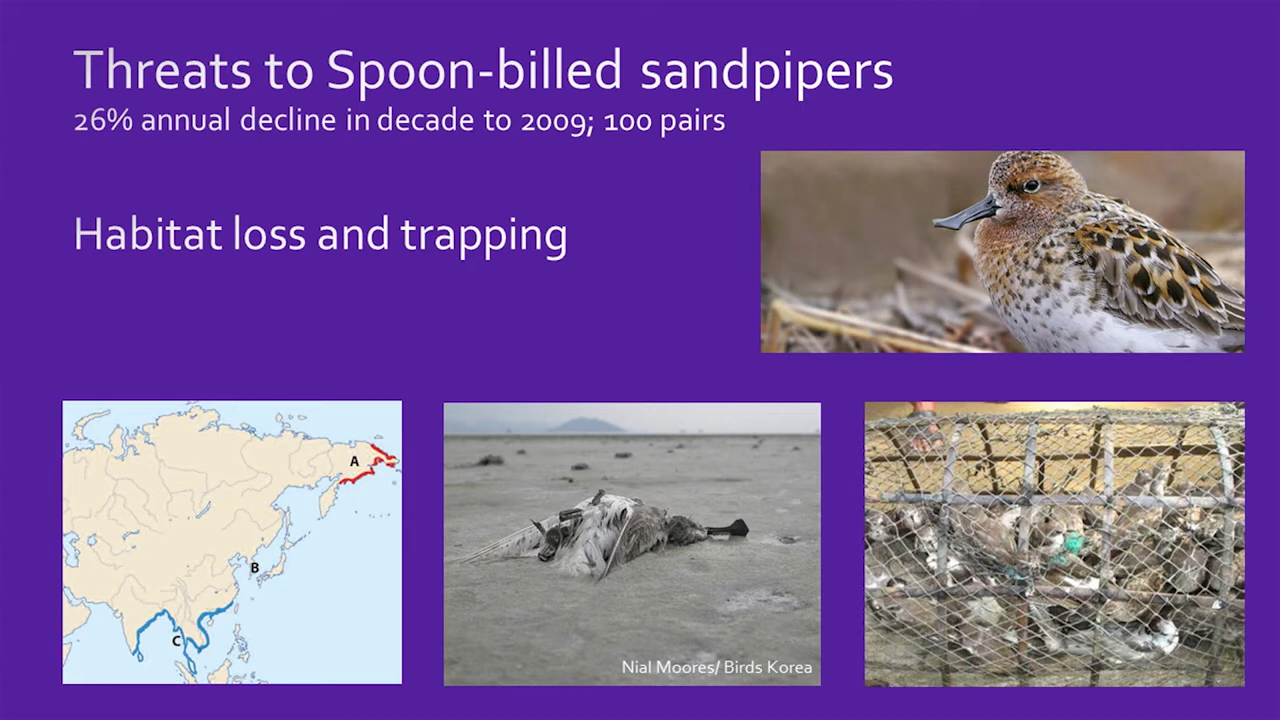 Threats to Spoon-billed sandpipers
26% annual decline in decade to 2009; 100 pairs
Habitat loss and trapping
A
B
C
Nial Moores/ Birds Korea